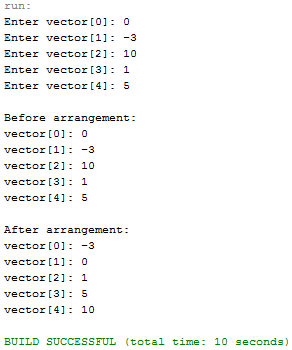 run:
Enter vector[0]: 0
Enter vector[1]: -3
Enter vector[2]: 10
Enter vector[3]: 1
Enter vector[4]: 5
Before arrangement:
vector[0]: 0
vector[1]: -3
vector[2]: 10
vector[3]: 1
vector[4]: 5
After arrangement:
vector[0]: -3
vector[1]: 0
vector[2]: 1
vector[3]: 5
vector[4]: 10
BUILD SUCCESSFUL (total time: 10 seconds)